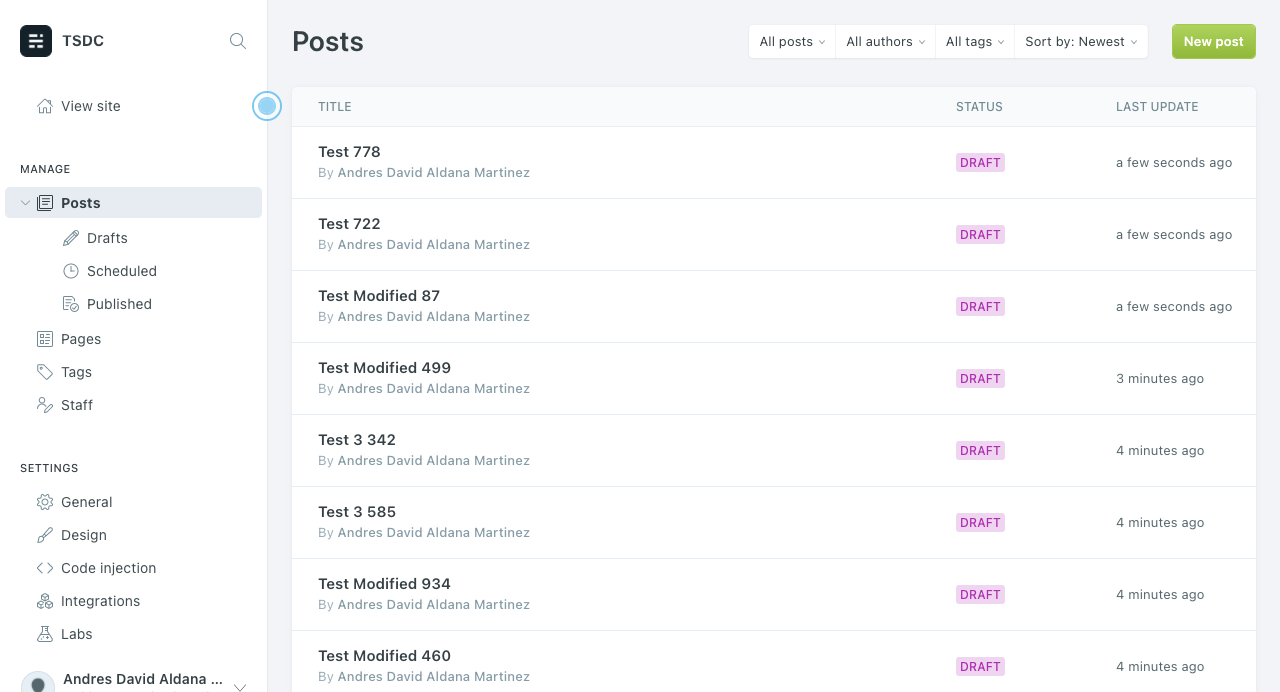 TSDC
View site
MANAGE
Posts
Drafts
Scheduled
Published
Pages
Tags
Staff
SETTINGS
General
Design
Code injection
Integrations
Labs
Andres David Aldana ...
Posts
All posts
All authors
All tags
Sort by: Newest
New post
TITLE STATUS LAST UPDATE
Test 778
By Andres David Aldana Martinez
DRAFT
a few seconds ago
Test 722
By Andres David Aldana Martinez
DRAFT
a few seconds ago
Test Modified 87
By Andres David Aldana Martinez
DRAFT
a few seconds ago
Test Modified 499
By Andres David Aldana Martinez
DRAFT
3 minutes ago
Test 3 342
By Andres David Aldana Martinez
DRAFT
4 minutes ago
Test 3 585
By Andres David Aldana Martinez
DRAFT
4 minutes ago
Test Modified 934
By Andres David Aldana Martinez
DRAFT
4 minutes ago
Test Modified 460
By Andres David Aldana Martinez
DRAFT
4 minutes ago